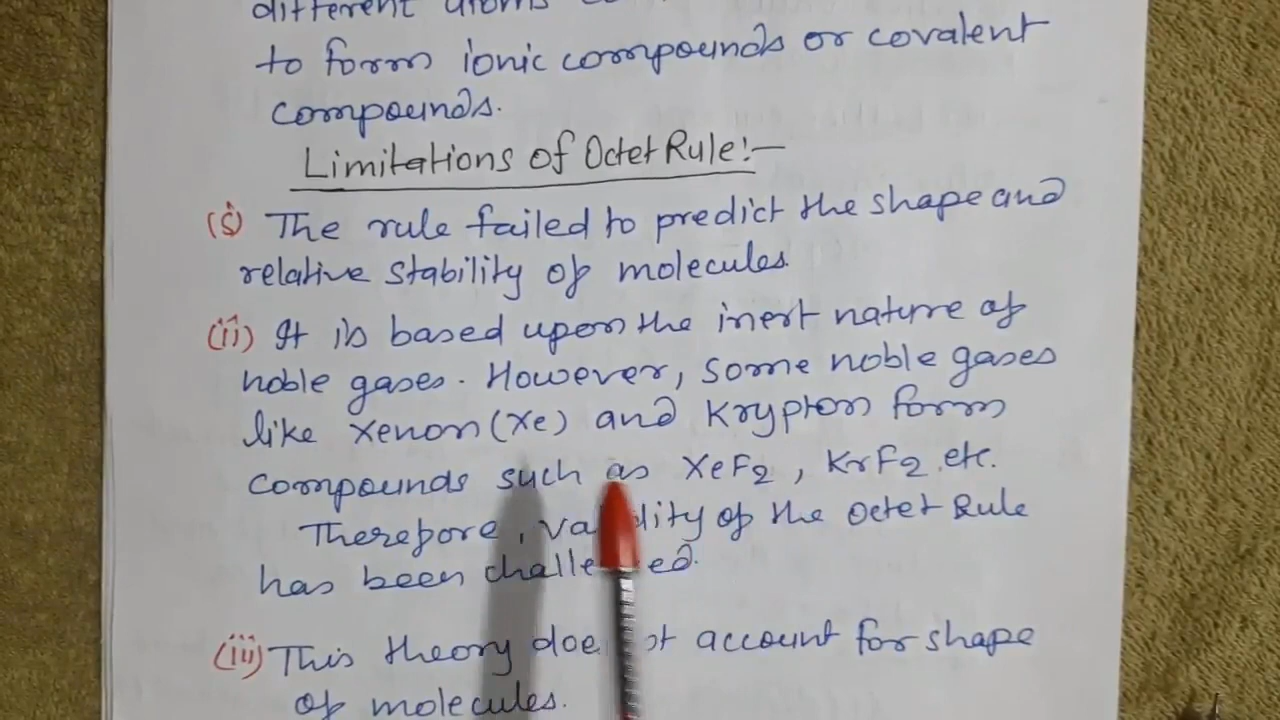 different atoms
to form ionic compounds or covalent
compounds.
Limitations of Octet Rule:-
(i) The rule failed to predict the shape and
relative stability of molecules.
(ii) It is based upon the inert nature of
noble gases. However, some noble gases
like Xenon (Xe) and Krypton form
compounds such as XeF2, KrF2 etc.
Therefore, validity of the Octet Rule
has been challenged.
(iii) This theory does not account for shape
of molecules.